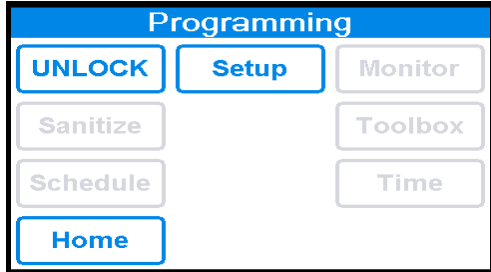 Programming
UNLOCK Setup Monitor
Sanitize Toolbox
Schedule Time
Home